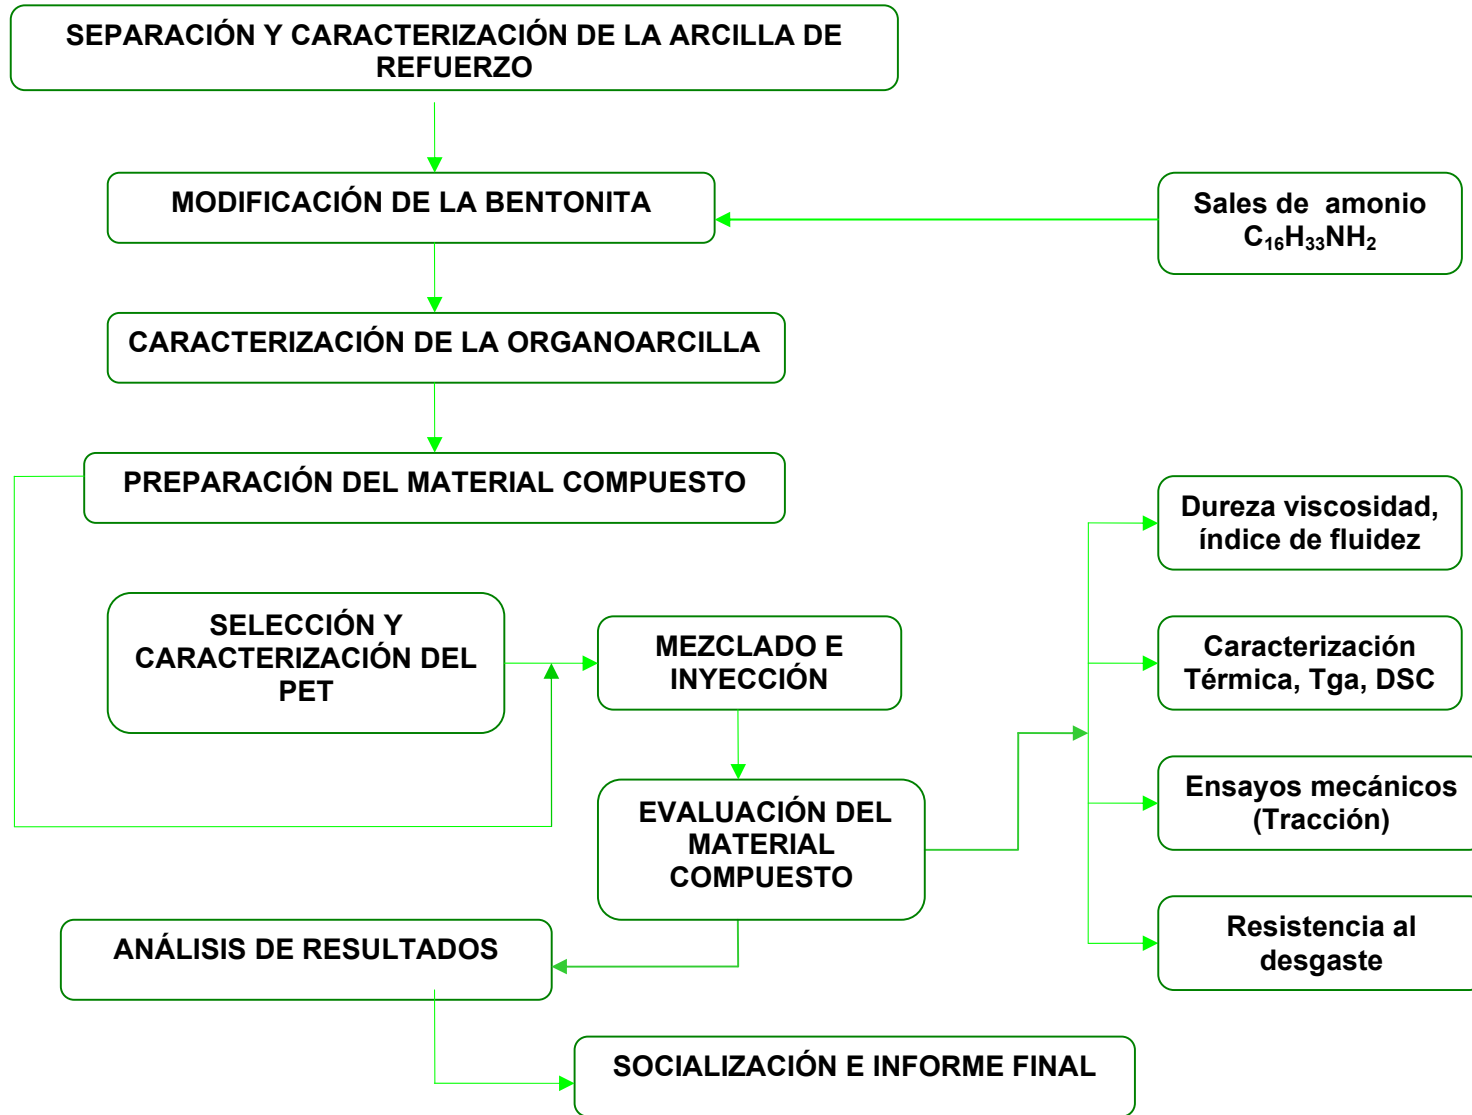 SEPARACIÓN Y CARACTERIZACIÓN DE LA ARCILLA DE
REFUERZO
MODIFICACIÓN DE LA BENTONITA
Sales de amonio
C₁₆H₃₃NH₂
CARACTERIZACIÓN DE LA ORGANOARCILLA
PREPARACIÓN DEL MATERIAL COMPUESTO
SELECCIÓN Y
CARACTERIZACIÓN DEL
PET
MEZCLADO E
INYECCIÓN
EVALUACIÓN DEL
MATERIAL
COMPUESTO
Dureza viscosidad,
índice de fluidez
Caracterización
Térmica, Tga, DSC
Ensayos mecánicos
(Tracción)
Resistencia al
desgaste
ANÁLISIS DE RESULTADOS
SOCIALIZACIÓN E INFORME FINAL